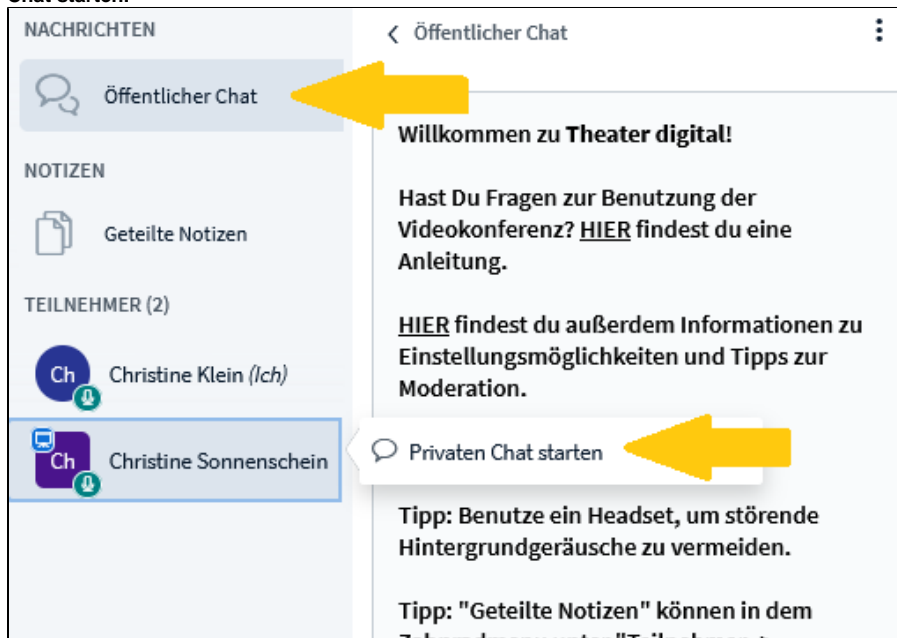 Chat starten.
NACHRICHTEN
Öffentlicher Chat
NOTIZEN
Geteilte Notizen
TEILNEHMER (2)
Ch Christine Klein (Ich)
Ch Christine Sonnenschein
Öffentlicher Chat
Willkommen zu Theater digital!
Hast Du Fragen zur Benutzung der
Videokonferenz? HIER findest du eine
Anleitung.
HIER findest du außerdem Informationen zu
Einstellungsmöglichkeiten und Tipps zur
Moderation.
Privaten Chat starten
Tipp: Benutze ein Headset, um störende
Hintergrundgeräusche zu vermeiden.
Tipp: "Geteilte Notizen" können in dem